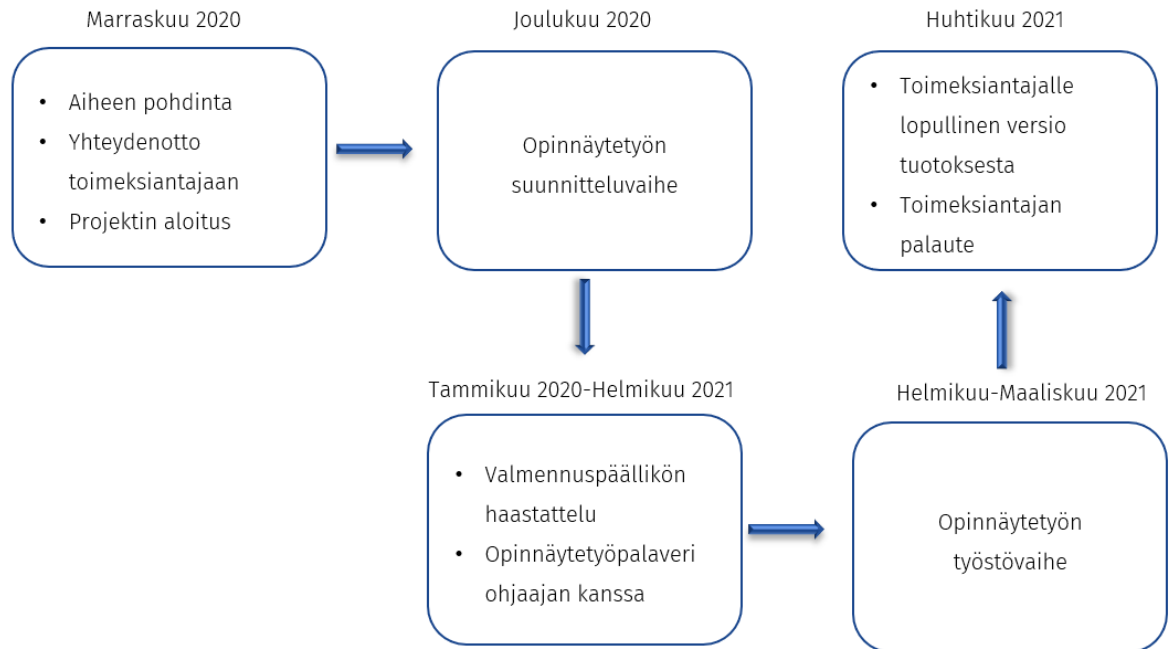 Marraskuu 2020
• Aiheen pohdinta
• Yhteydenotto
toimeksiantajaan
• Projektin aloitus
Joulukuu 2020
Opinnäytetyön
suunnitteluvaihe
Tammikuu 2020-Helmikuu 2021
• Valmennuspäällikön
haastattelu
• Opinnäytetyöpalaveri
ohjaajan kanssa
Helmikuu-Maaliskuu 2021
Opinnäytetyön
työstövaihe
Huhtikuu 2021
• Toimeksiantajalle
lopullinen versio
tuotoksesta
• Toimeksiantajan
palaute